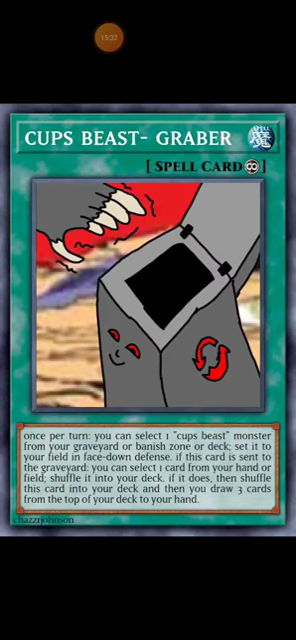 15:32
CUPS BEAST- GRABER
[ SPELL CARD ]
once per turn: you can select 1 "cups beast" monster
from your graveyard or banish zone or deck; set it to
your field in face-down defense. if this card is sent to
the graveyard: you can select 1 card from your hand or
field; shuffle it into your deck. if it does, then shuffle
this card into your deck and then you draw 3 cards
from the top of your deck to your hand.
chazzrjohnson